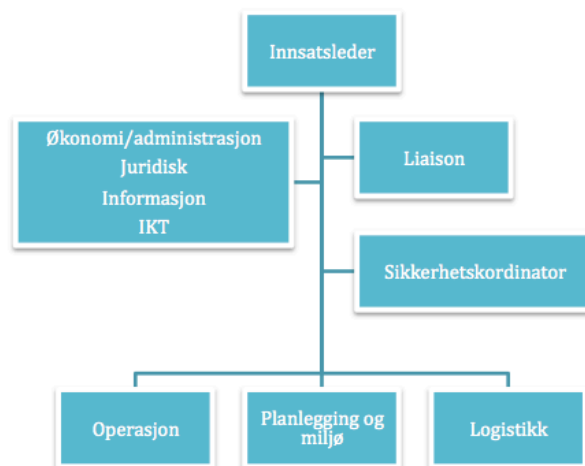 Innsatsleder
Økonomi/administrasjon
Juridisk
Informasjon
IKT
Liaison
Sikkerhetskordinator
Operasjon
Planlegging og
miljø
Logistikk